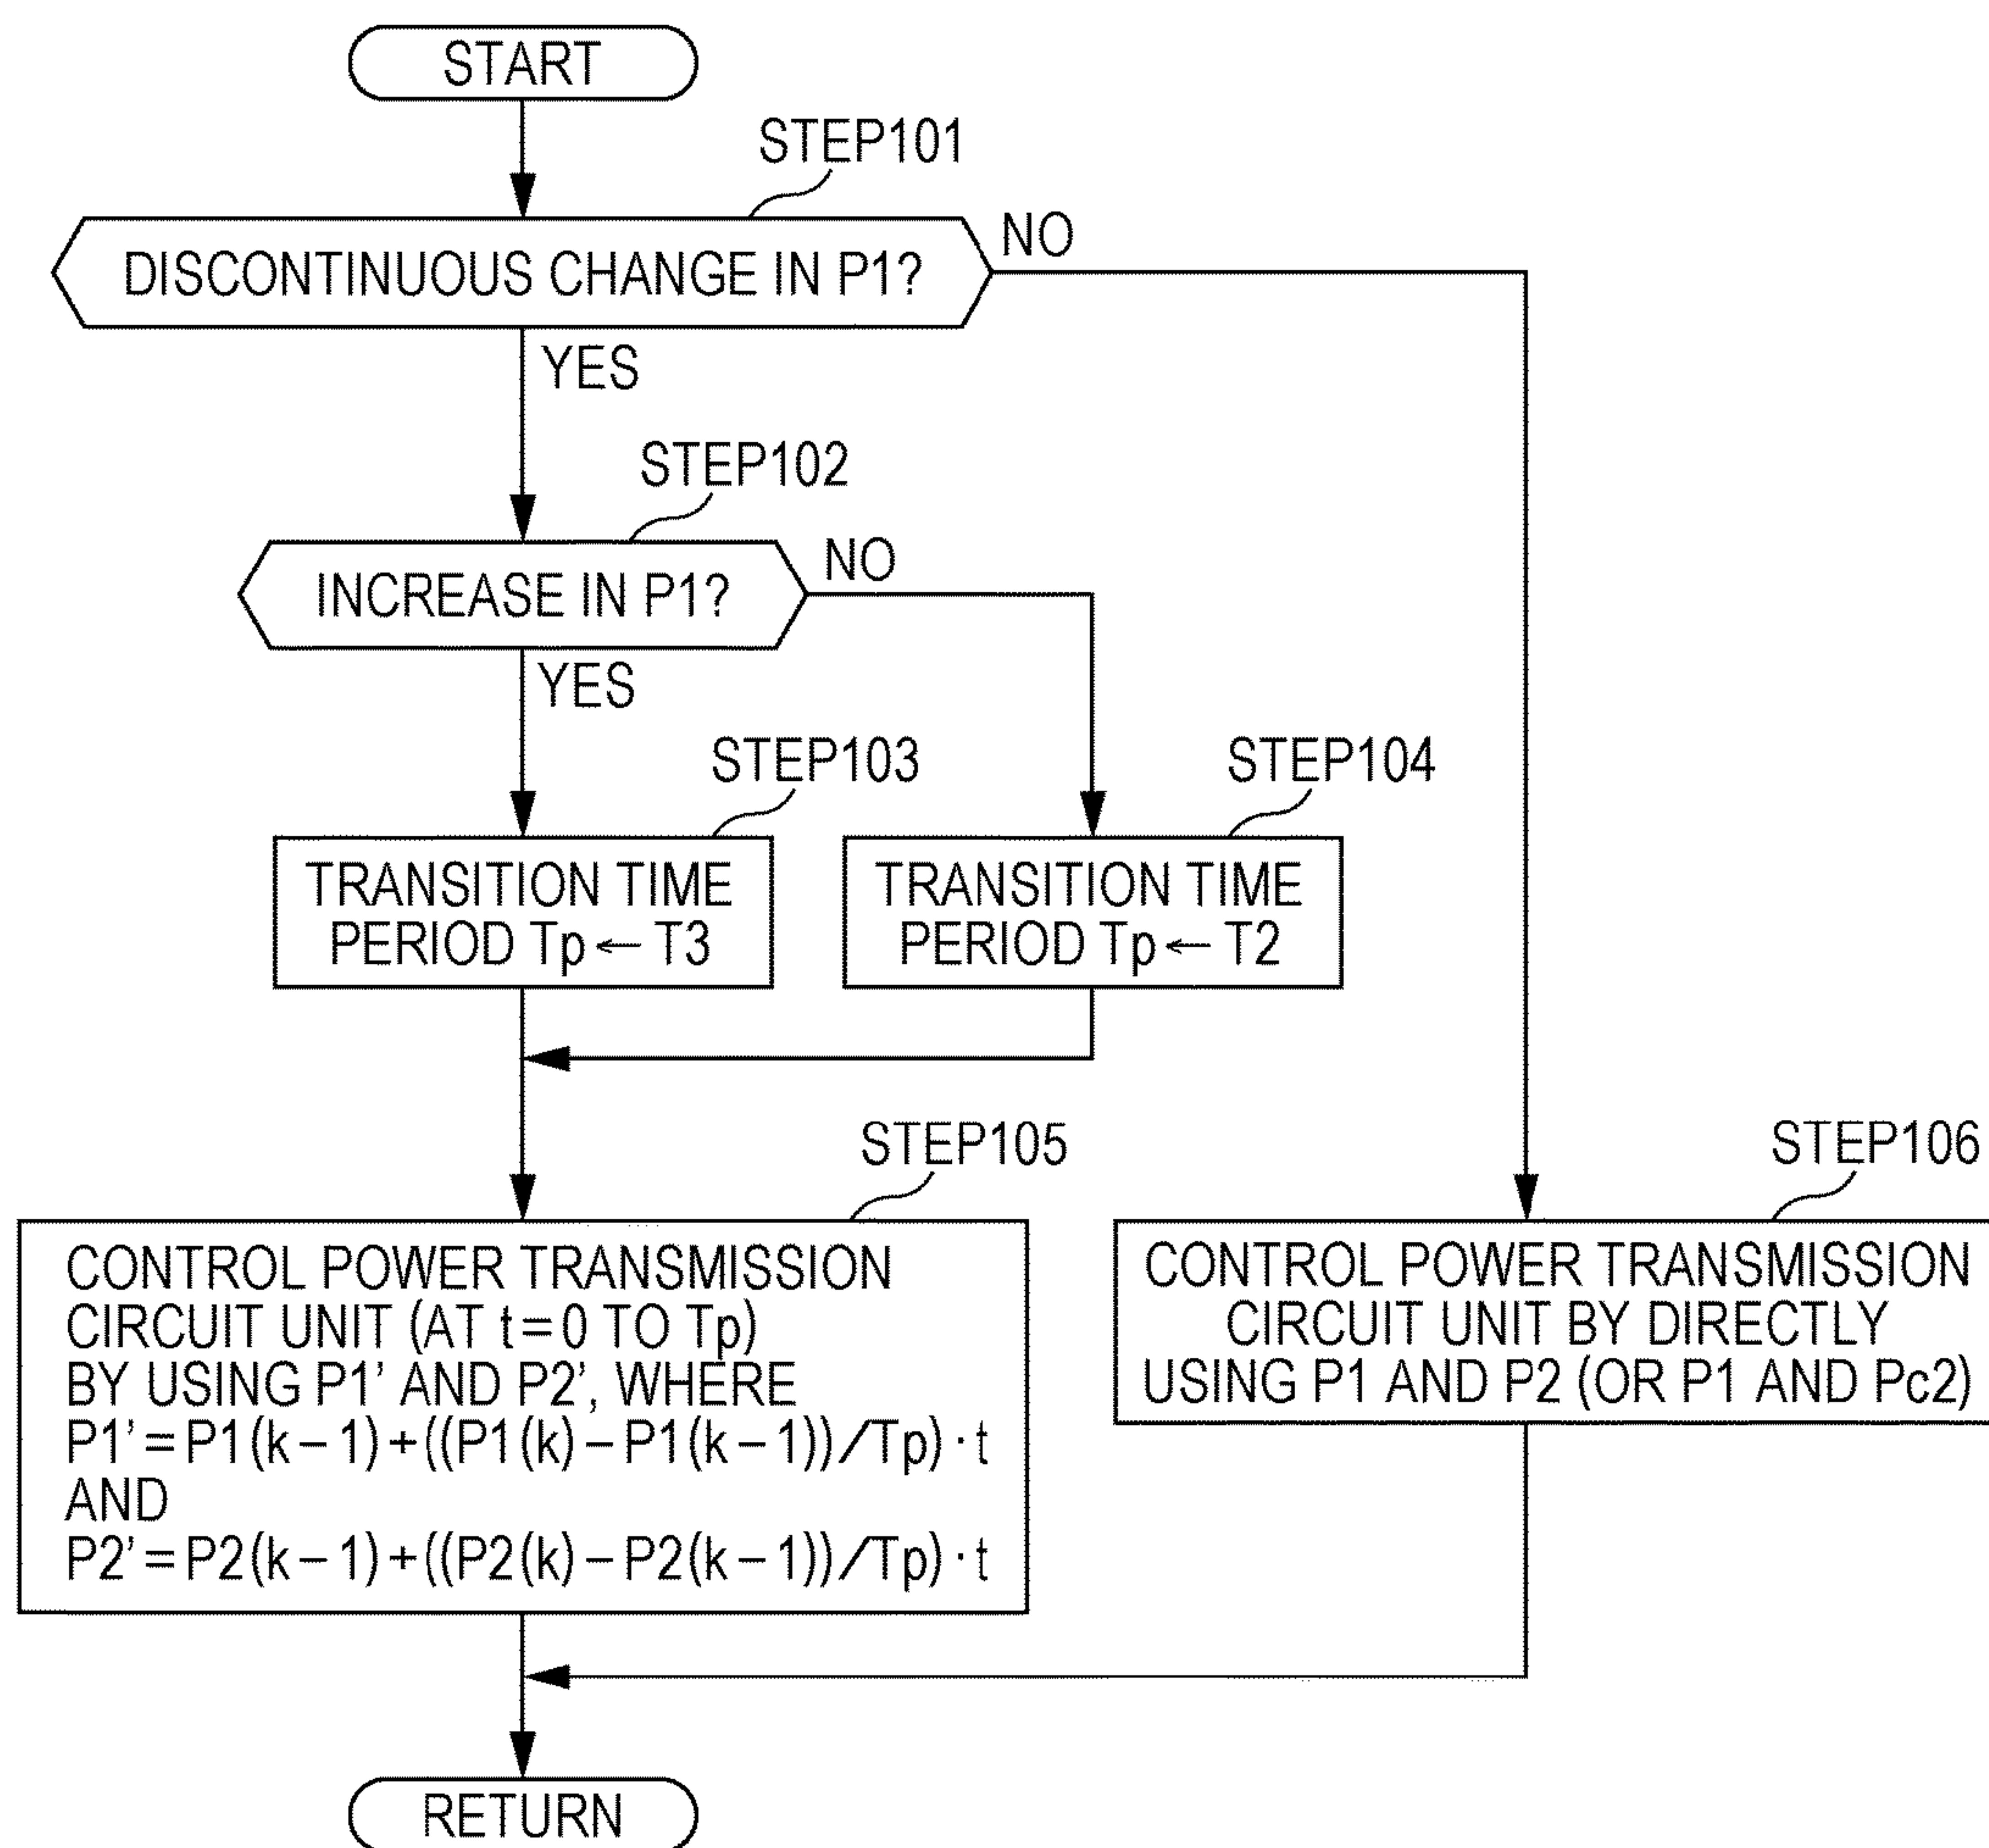 START
STEP101
DISCONTINUOUS CHANGE IN P1?
NO
YES
STEP102
INCREASE IN P1?
NO
YES
STEP103
STEP104
TRANSITION TIME
PERIOD Tp ← T3
TRANSITION TIME
PERIOD Tp ← T2
STEP105
STEP106
CONTROL POWER TRANSMISSION
CIRCUIT UNIT (AT t=0 TO Tp)
BY USING P1' AND P2', WHERE
P1'=P1(k-1)+((P1(k)-P1(k-1))/Tp)·t
AND
P2'=P2(k-1)+((P2(k)-P2(k-1))/Tp)·t
CONTROL POWER TRANSMISSION
CIRCUIT UNIT BY DIRECTLY
USING P1 AND P2 (OR P1 AND Pc2)
RETURN